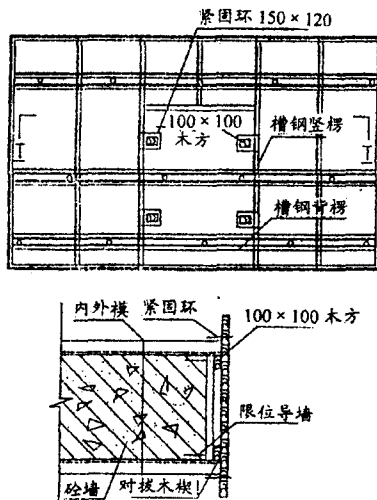 紧固环 150×120
100×100
木方
槽钢竖楞
I
I
槽钢背楞
内外模
紧固环
100×100 木方
限位导墙
砼墙
对拔木楔